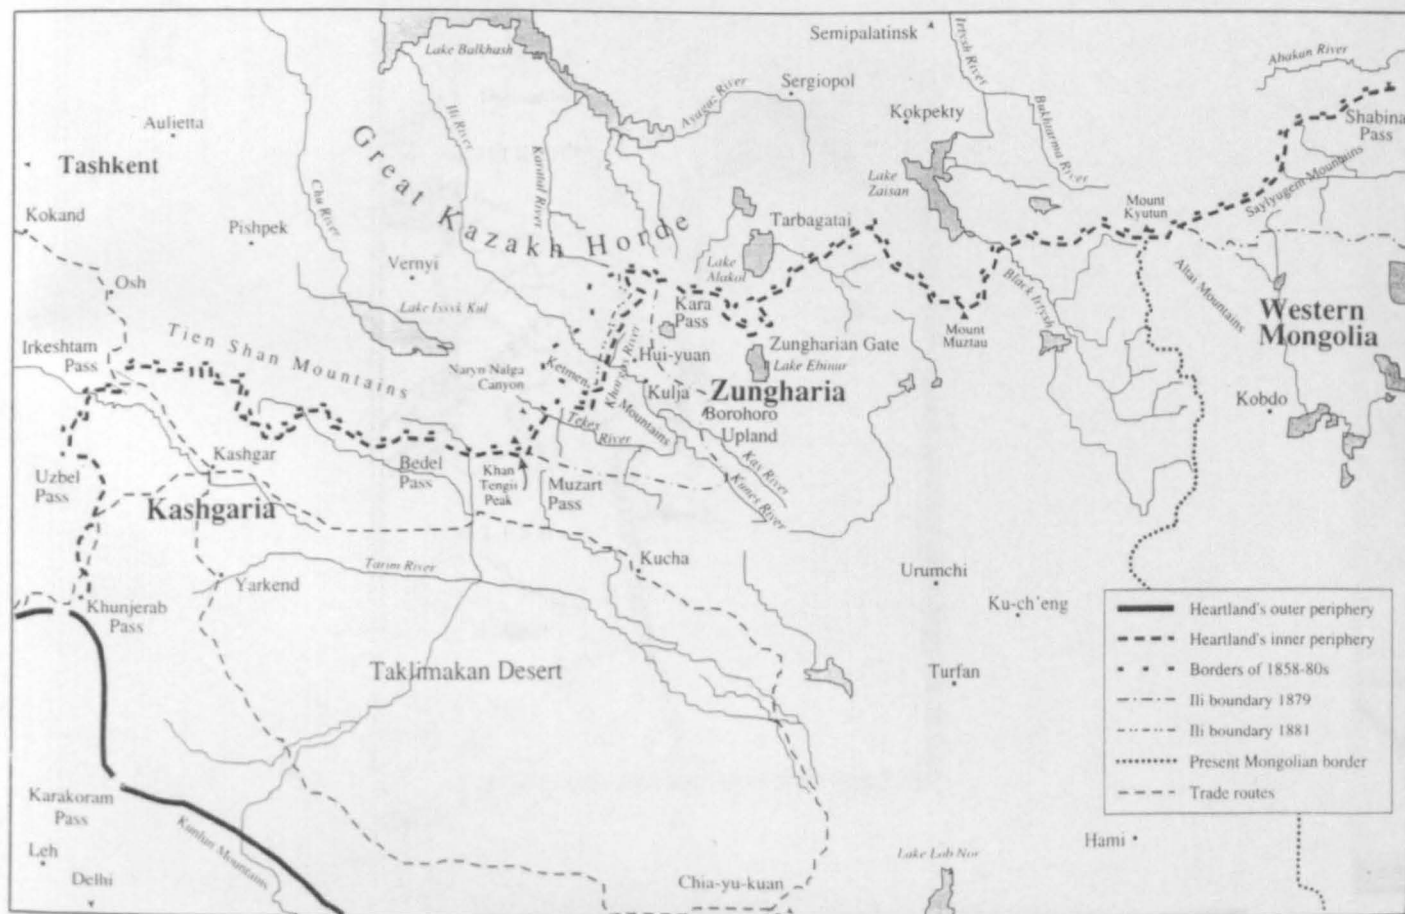 Lake Balkhash
Semipalatinsk
Irtysh River
Abakan River
Sergiopol
Ayaguz River
Kokpekty
Bukhtarma River
Shabina
Pass
Aulietta
Ili River
Karatal River
Great Kazakh Horde
Tashkent
Chu River
Lake
Zaisan
Saylyugem Mountains
Mount
Kyutun
Kokand
Pishpek
Tarbagatai
Vernyi
Lake
Alakol
Black Irtysh
Altai Mountains
Western
Mongolia
Osh
Lake Issyk Kul
Kara
Pass
Mount
Muztau
Irkeshtam
Pass
Tien Shan Mountains
Zungharian Gate
Hui-yuan
Khorgos River
Lake Ebinur
Naryn Nalga
Canyon
Ketmen
Mountains
Kulja
Zungharia
Kobdo
Borohoro
Upland
Tekes River
Kashgar
Bedel
Pass
Khan
Tengii
Peak
Muzart
Pass
Kax River
Kunes River
Uzbel
Pass
Kashgaria
Kucha
Tarim River
Yarkend
Urumchi
Ku-ch'eng
Khunjerab
Pass
Taklimakan Desert
Turfan
Heartland's outer periphery
Heartland's inner periphery
Borders of 1858-80s
Ili boundary 1879
Ili boundary 1881
Present Mongolian border
Trade routes
Karakoram
Pass
Kunlun Mountains
Hami
Leh
Delhi
Lake Lob Nor
Chia-yu-kuan